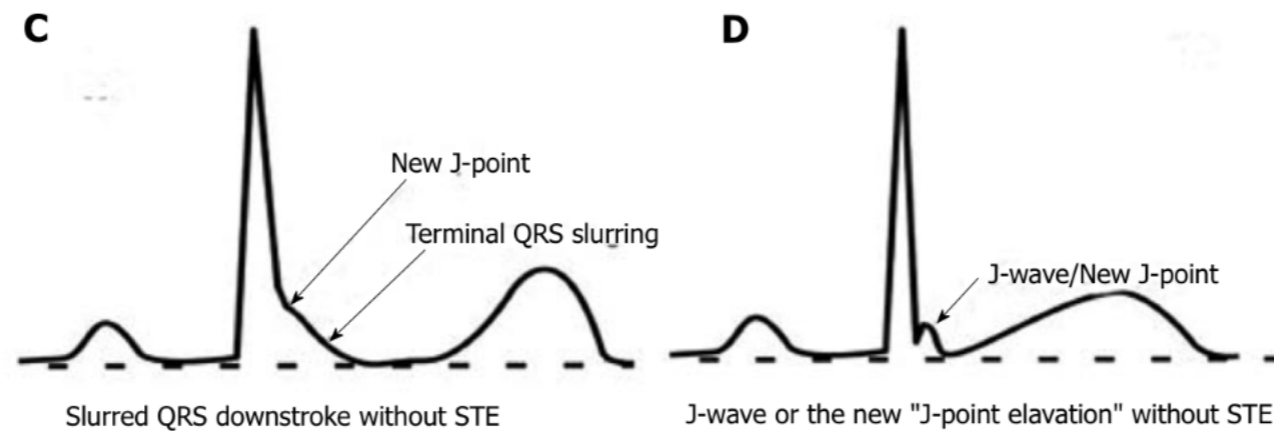 C
D
New J-point
Terminal QRS slurring
J-wave/New J-point
Slurred QRS downstroke without STE
J-wave or the new "J-point elavation" without STE